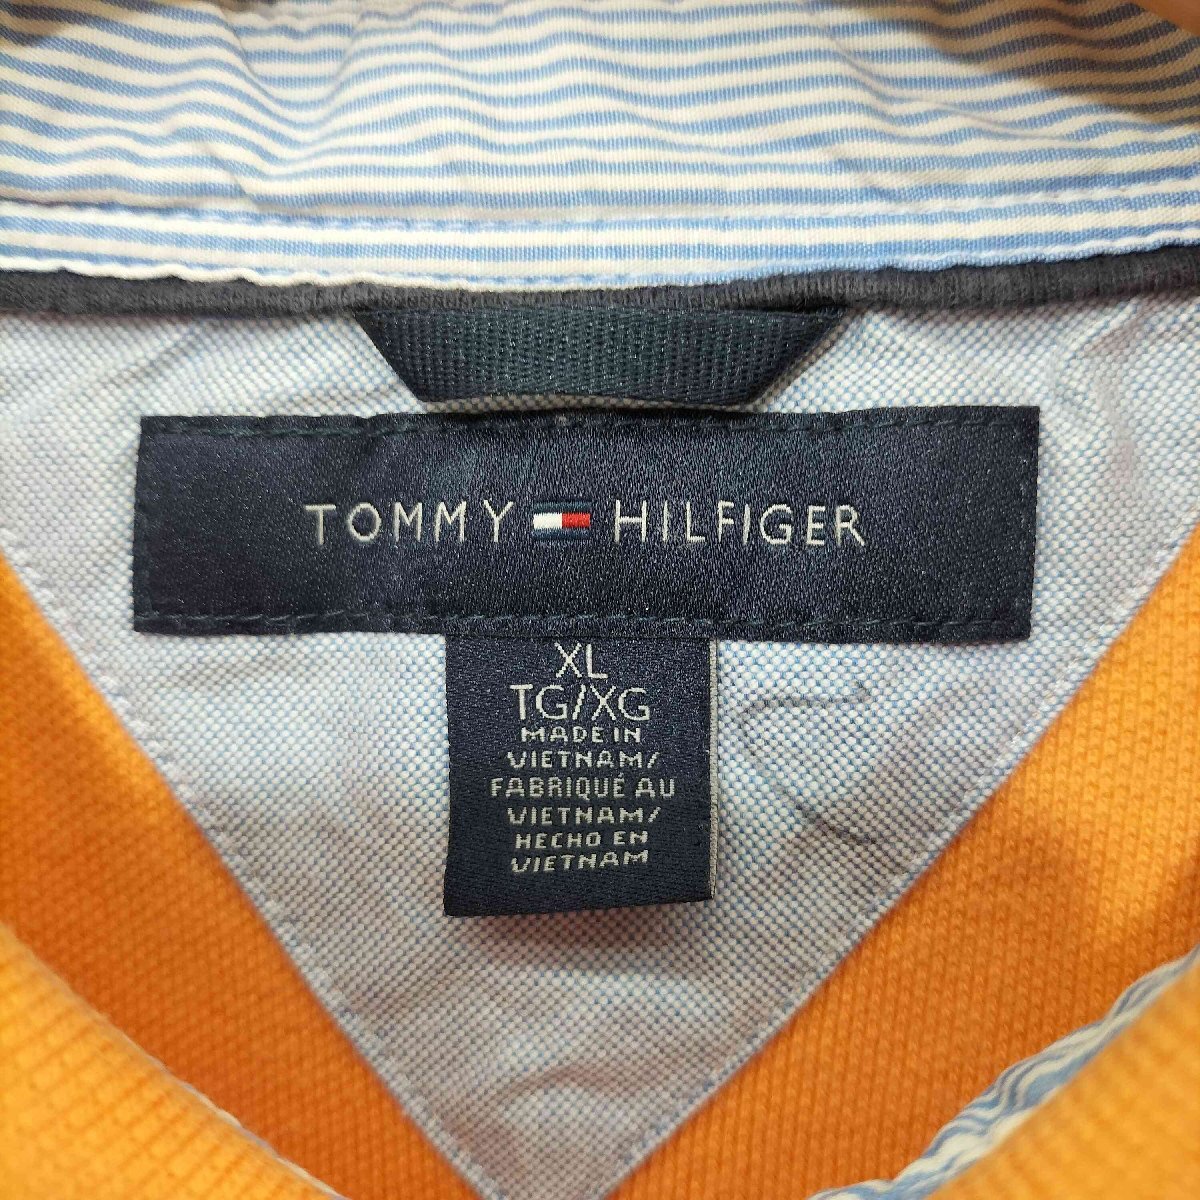 TOMMY HILFIGER
XL
TG/XG
MADE IN
VIETNAM/
FABRIQUÉ AU
VIETNAM/
HECHO EN
VIETNAM